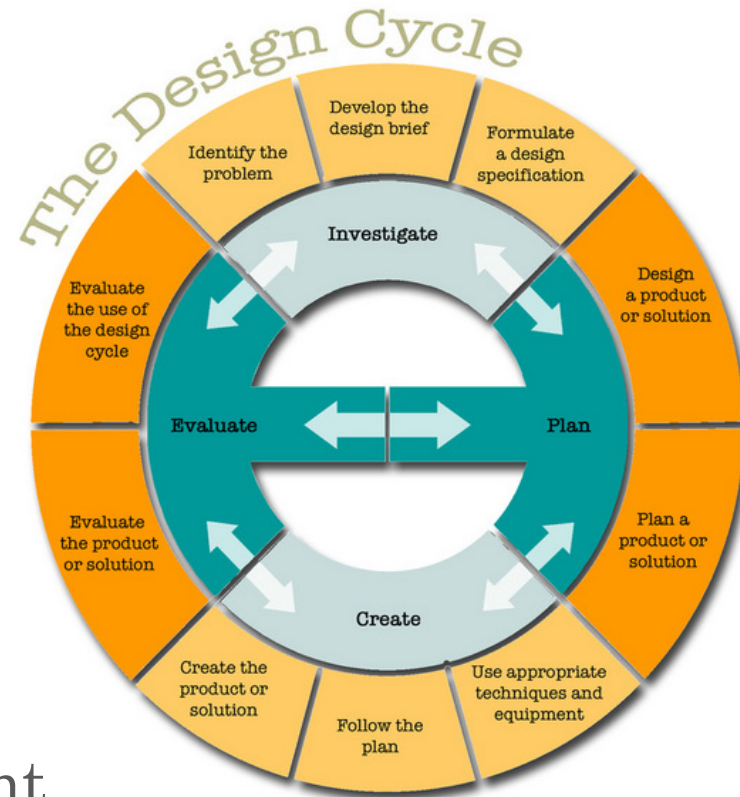 The Design Cycle
Identify the
problem
Develop the
design brief
Formulate
a design
specification
Design
a product
or solution
Plan a
product or
solution
Use appropriate
techniques and
equipment
Follow the
plan
Create the
product or
solution
Evaluate
the product
or solution
Evaluate
the use of
the design
cycle
Investigate
Plan
Create
Evaluate